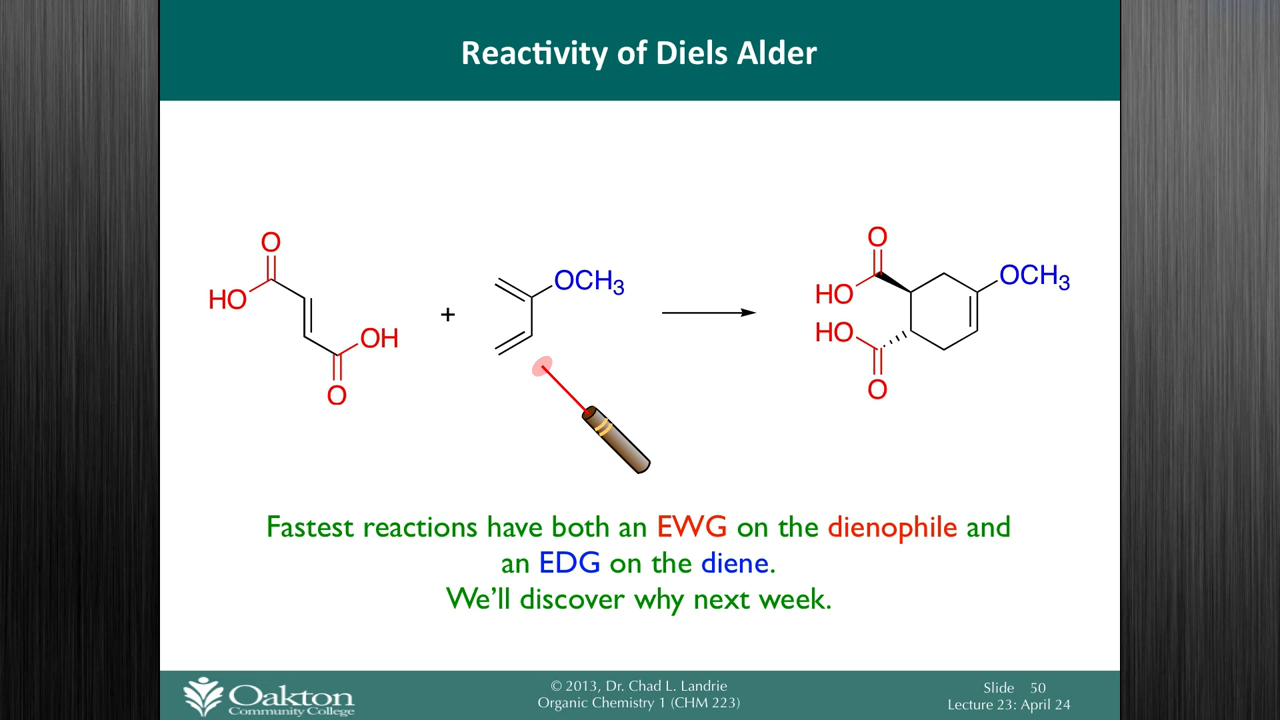 Reactivity of Diels Alder
O
HO
OH
O
+
OCH3
O
HO
HO
O
OCH3
Fastest reactions have both an EWG on the dienophile and
an EDG on the diene.
We'll discover why next week.
Oakton
Community College
© 2013, Dr. Chad L. Landrie
Organic Chemistry 1 (CHM 223)
Slide 50
Lecture 23: April 24